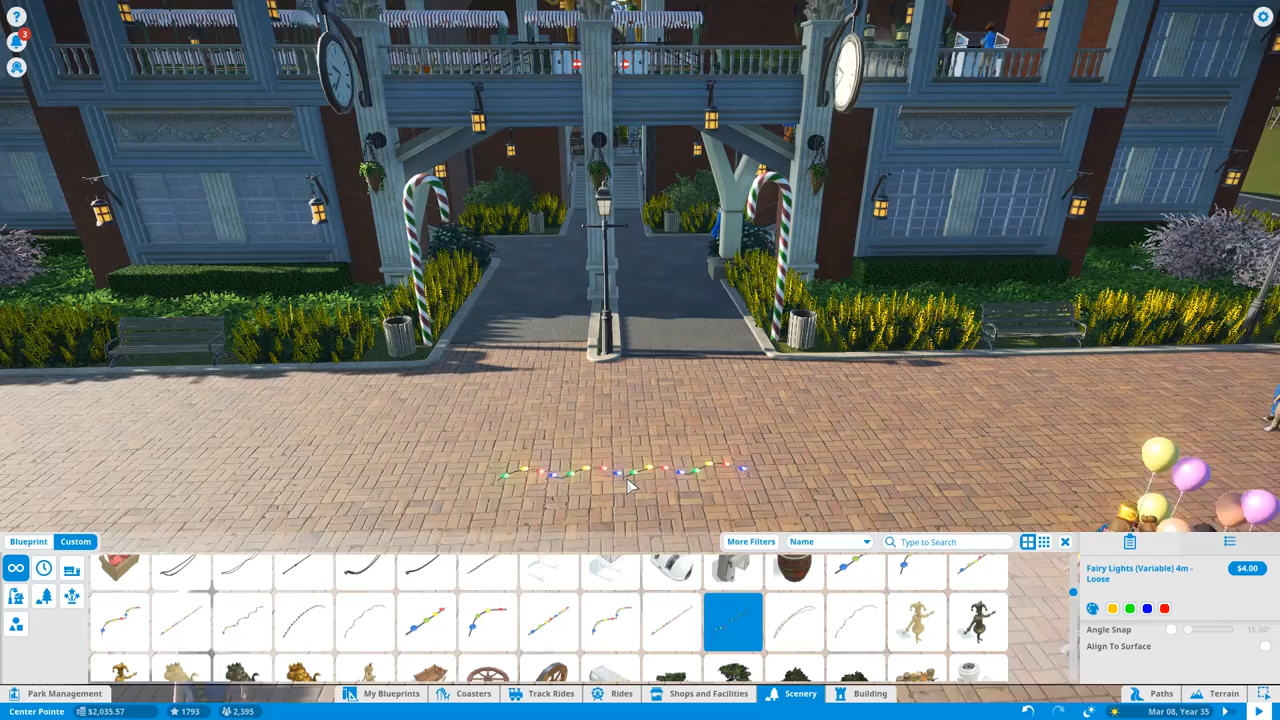 ?
3
Blueprint
Custom
More Filters
Name
Type to Search
Fairy Lights (Variable) 4m -
Loose
$4.00
Angle Snap
15.00°
Align To Surface
Park Management
My Blueprints
Coasters
Track Rides
Rides
Shops and Facilities
Scenery
Building
Paths
Terrain
Center Pointe
$2,035.57
1793
2,395
Mar 08, Year 35